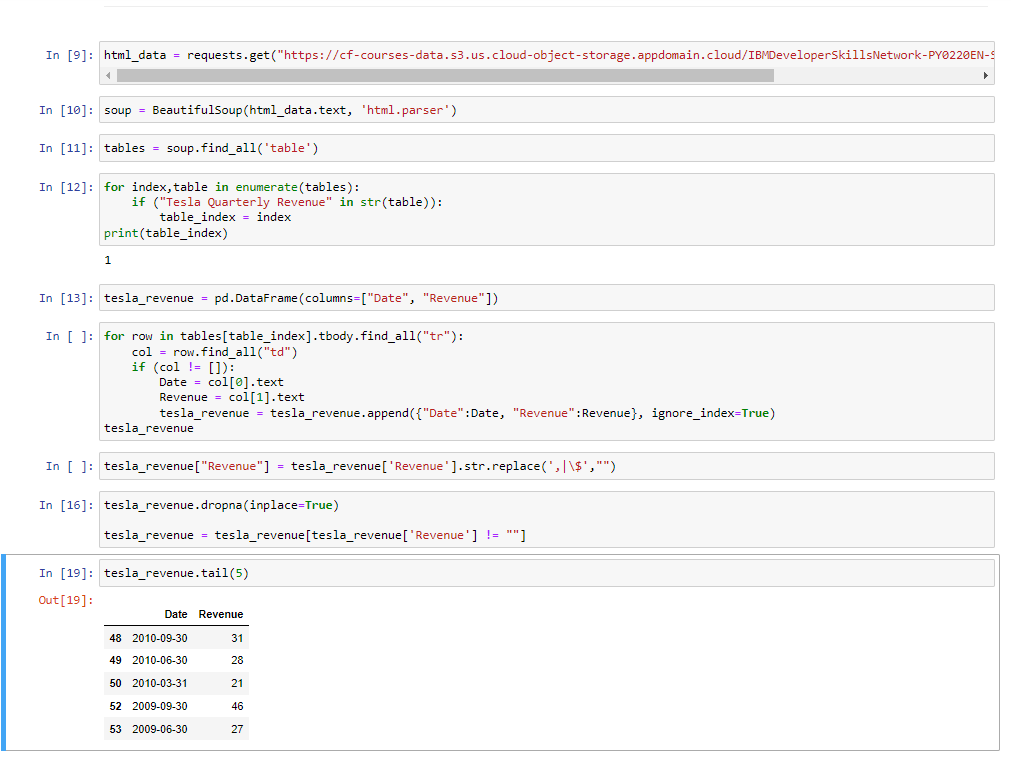 In [9]: html_data = requests.get("https://cf-courses-data.s3.us.cloud-object-storage.appdomain.cloud/IBMDeveloperSkillsNetwork-PY0220EN-S
In [10]: soup = BeautifulSoup(html_data.text, 'html.parser')
In [11]: tables = soup.find_all('table')
In [12]: for index,table in enumerate(tables):
    if ("Tesla Quarterly Revenue" in str(table)):
        table_index = index
print(table_index)
1
In [13]: tesla_revenue = pd.DataFrame(columns=["Date", "Revenue"])
In [ ]: for row in tables[table_index].tbody.find_all("tr"):
    col = row.find_all("td")
    if (col != []):
        Date = col[0].text
        Revenue = col[1].text
        tesla_revenue = tesla_revenue.append({"Date":Date, "Revenue":Revenue}, ignore_index=True)
tesla_revenue
In [ ]: tesla_revenue["Revenue"] = tesla_revenue['Revenue'].str.replace(',|\$',"")
In [16]: tesla_revenue.dropna(inplace=True)
tesla_revenue = tesla_revenue[tesla_revenue['Revenue'] != ""]
In [19]: tesla_revenue.tail(5)
Out[19]:
Date Revenue
48 2010-09-30 31
49 2010-06-30 28
50 2010-03-31 21
52 2009-09-30 46
53 2009-06-30 27